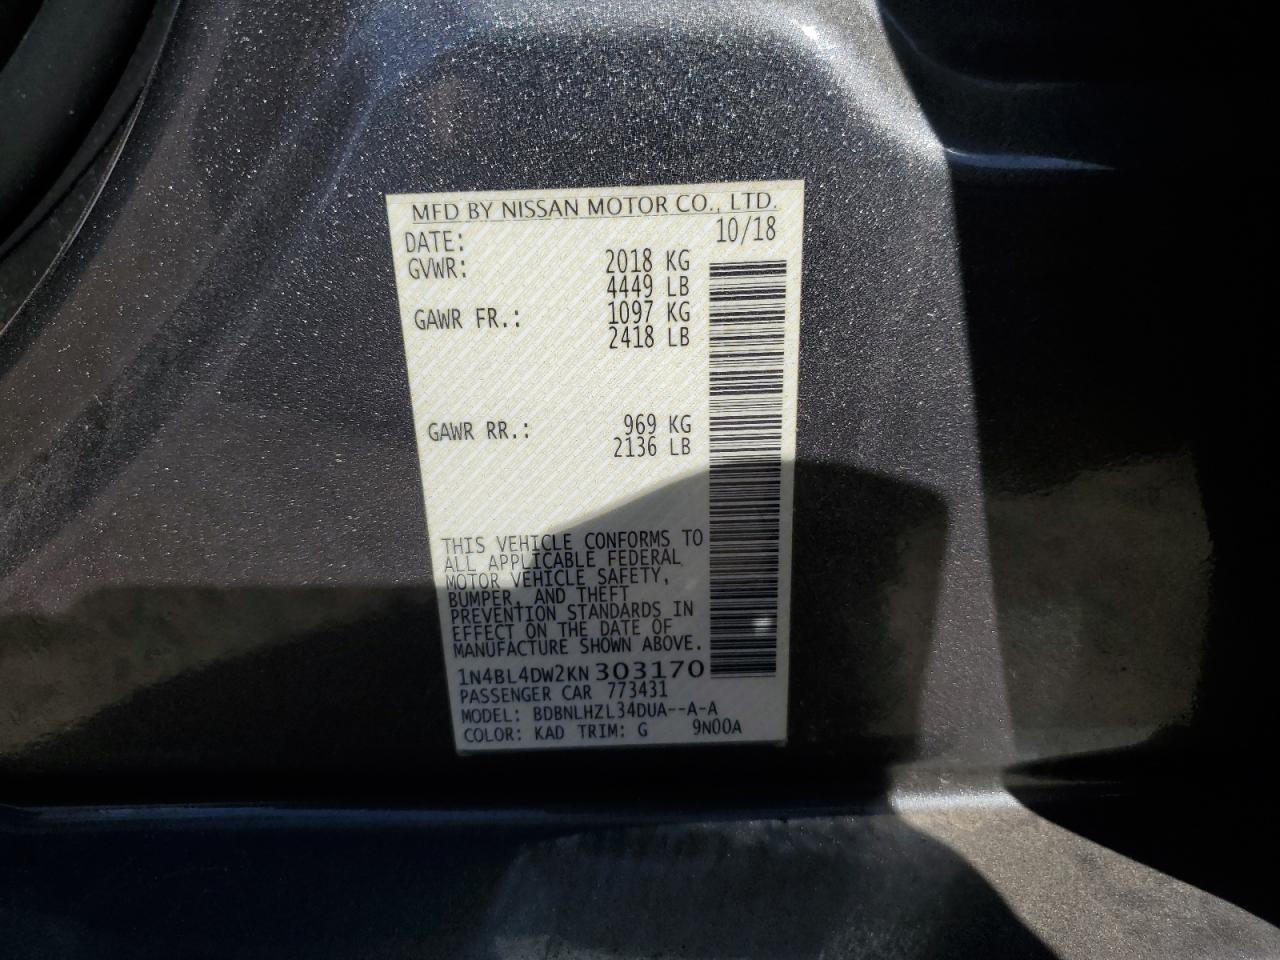 MFD BY NISSAN MOTOR CO., LTD.
DATE: 10/18
GVWR: 2018 KG
4449 LB
GAWR FR.: 1097 KG
2418 LB
GAWR RR.: 969 KG
2136 LB
THIS VEHICLE CONFORMS TO
ALL APPLICABLE FEDERAL
MOTOR VEHICLE SAFETY,
BUMPER, AND THEFT
PREVENTION STANDARDS IN
EFFECT ON THE DATE OF
MANUFACTURE SHOWN ABOVE.
1N4BL4DW2KN303170
PASSENGER CAR 773431
MODEL: BDBNLHZL34DUA--A-A
COLOR: KAD TRIM: G 9N00A